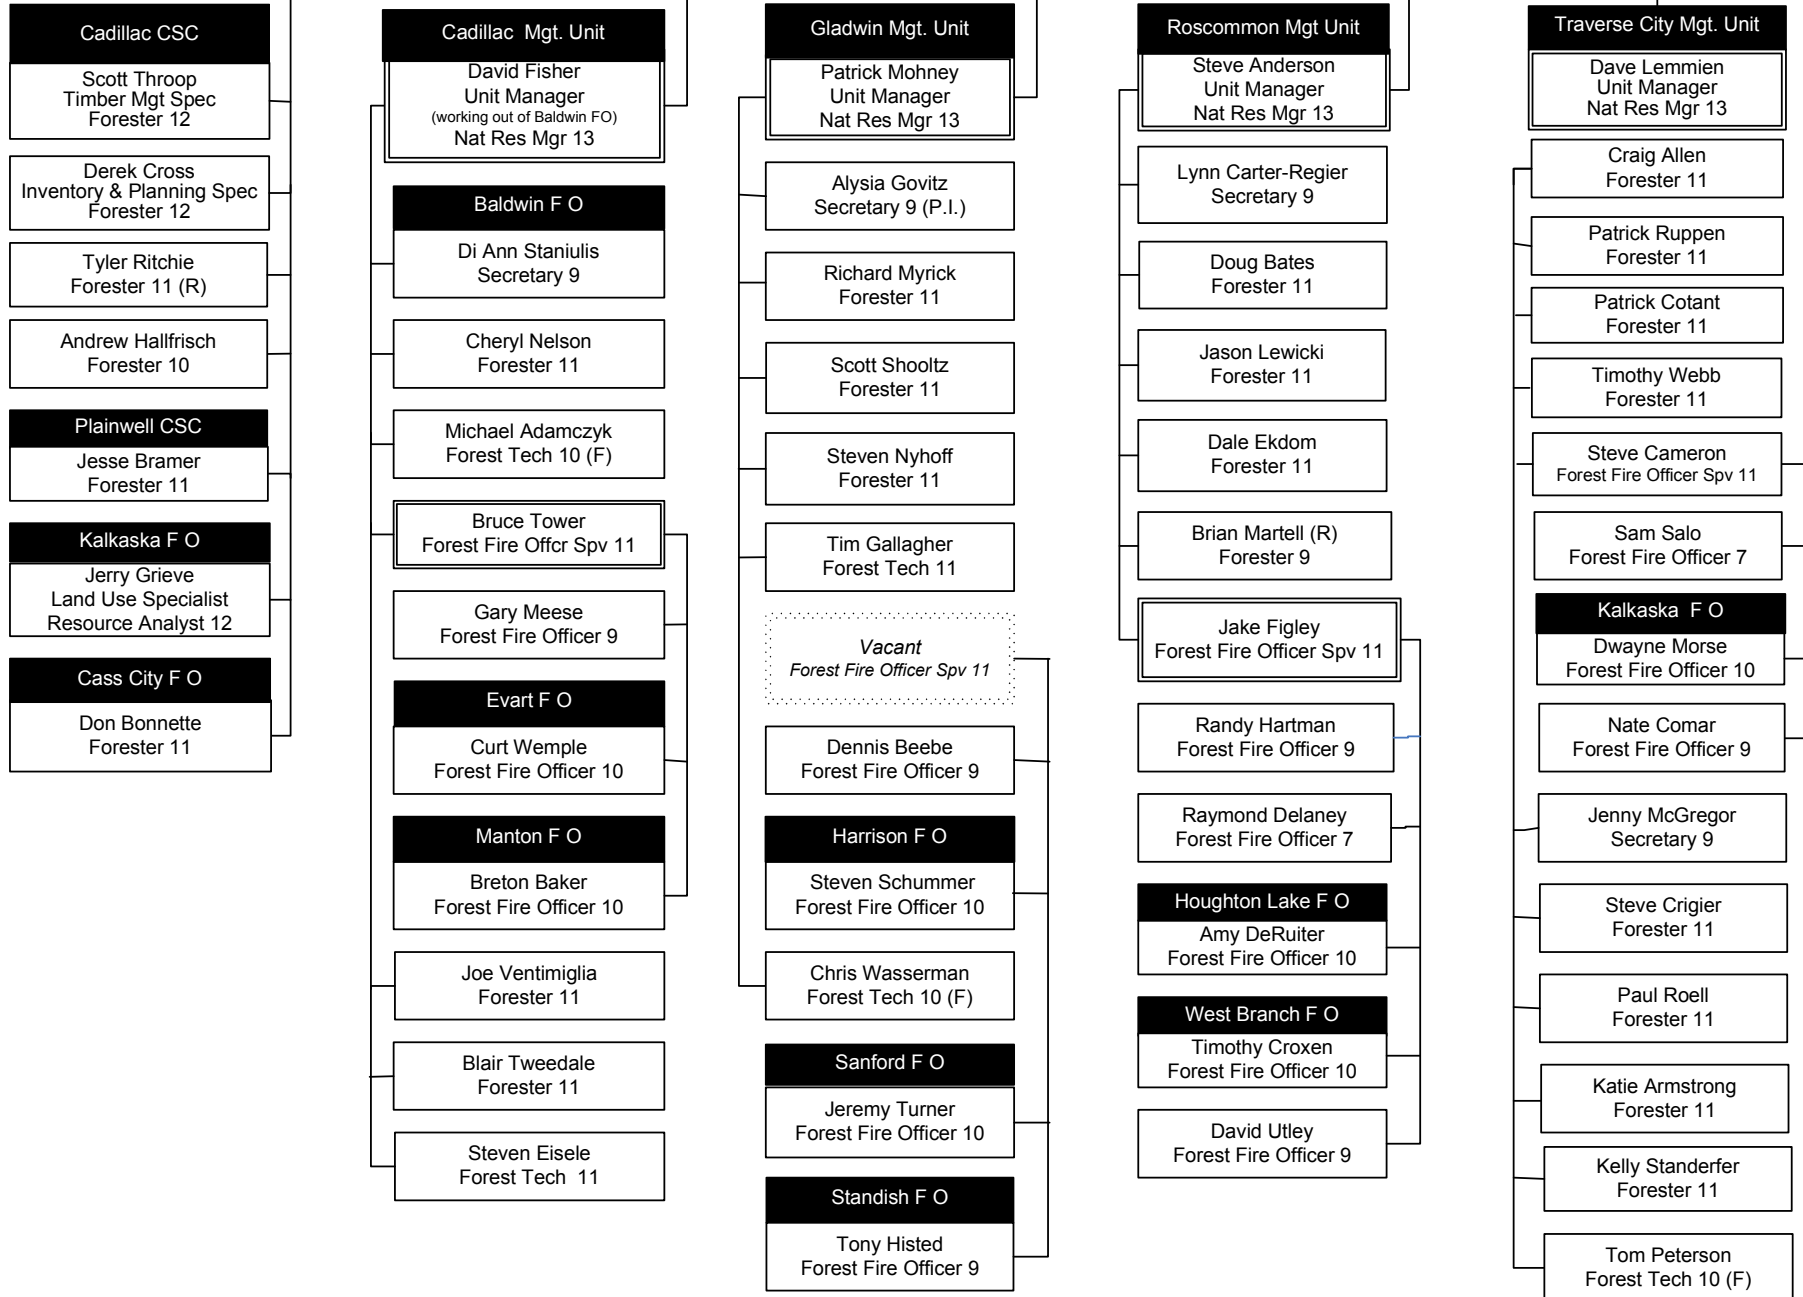 Cadillac CSC
Scott Throop
Timber Mgt Spec
Forester 12
Derek Cross
Inventory & Planning Spec
Forester 12
Tyler Ritchie
Forester 11 (R)
Andrew Hallfrisch
Forester 10
Plainwell CSC
Jesse Bramer
Forester 11
Kalkaska F O
Jerry Grieve
Land Use Specialist
Resource Analyst 12
Cass City F O
Don Bonnette
Forester 11
Cadillac Mgt. Unit
David Fisher
Unit Manager
(working out of Baldwin FO)
Nat Res Mgr 13
Baldwin F O
Di Ann Staniulis
Secretary 9
Cheryl Nelson
Forester 11
Michael Adamczyk
Forest Tech 10 (F)
Bruce Tower
Forest Fire Offcr Spv 11
Gary Meese
Forest Fire Officer 9
Evart F O
Curt Wemple
Forest Fire Officer 10
Manton F O
Breton Baker
Forest Fire Officer 10
Joe Ventimiglia
Forester 11
Blair Tweedale
Forester 11
Steven Eisele
Forest Tech 11
Gladwin Mgt. Unit
Patrick Mohney
Unit Manager
Nat Res Mgr 13
Alysia Govitz
Secretary 9 (P.I.)
Richard Myrick
Forester 11
Scott Shooltz
Forester 11
Steven Nyhoff
Forester 11
Tim Gallagher
Forest Tech 11
Vacant
Forest Fire Officer Spv 11
Dennis Beebe
Forest Fire Officer 9
Harrison F O
Steven Schummer
Forest Fire Officer 10
Chris Wasserman
Forest Tech 10 (F)
Sanford F O
Jeremy Turner
Forest Fire Officer 10
Standish F O
Tony Histed
Forest Fire Officer 9
Roscommon Mgt Unit
Steve Anderson
Unit Manager
Nat Res Mgr 13
Lynn Carter-Regier
Secretary 9
Doug Bates
Forester 11
Jason Lewicki
Forester 11
Dale Ekdom
Forester 11
Brian Martell (R)
Forester 9
Jake Figley
Forest Fire Officer Spv 11
Randy Hartman
Forest Fire Officer 9
Raymond Delaney
Forest Fire Officer 7
Houghton Lake F O
Amy DeRuiter
Forest Fire Officer 10
West Branch F O
Timothy Croxen
Forest Fire Officer 10
David Utley
Forest Fire Officer 9
Traverse City Mgt. Unit
Dave Lemmien
Unit Manager
Nat Res Mgr 13
Craig Allen
Forester 11
Patrick Ruppen
Forester 11
Patrick Cotant
Forester 11
Timothy Webb
Forester 11
Steve Cameron
Forest Fire Officer Spv 11
Sam Salo
Forest Fire Officer 7
Kalkaska F O
Dwayne Morse
Forest Fire Officer 10
Nate Comar
Forest Fire Officer 9
Jenny McGregor
Secretary 9
Steve Crigier
Forester 11
Paul Roell
Forester 11
Katie Armstrong
Forester 11
Kelly Standerfer
Forester 11
Tom Peterson
Forest Tech 10 (F)